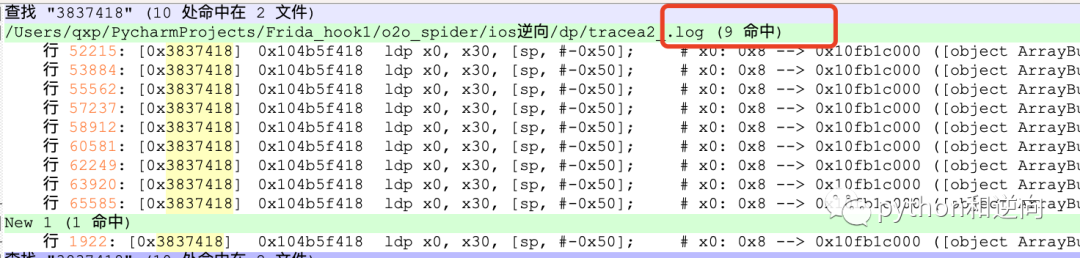 查找 "3837418" (10 处命中在 2 文件)
/Users/qxp/PycharmProjects/Frida_hook1/o2o_spider/ios逆向/dp/tracea2_.log (9 命中)
行 52215: [0x3837418] 0x104b5f418 ldp x0, x30, [sp, #-0x50]; # x0: 0x8 --> 0x10fb1c000 ([object ArrayBu
行 53884: [0x3837418] 0x104b5f418 ldp x0, x30, [sp, #-0x50]; # x0: 0x8 --> 0x10fb1c000 ([object ArrayBu
行 55562: [0x3837418] 0x104b5f418 ldp x0, x30, [sp, #-0x50]; # x0: 0x8 --> 0x10fb1c000 ([object ArrayBu
行 57237: [0x3837418] 0x104b5f418 ldp x0, x30, [sp, #-0x50]; # x0: 0x8 --> 0x10fb1c000 ([object ArrayBu
行 58912: [0x3837418] 0x104b5f418 ldp x0, x30, [sp, #-0x50]; # x0: 0x8 --> 0x10fb1c000 ([object ArrayBu
行 60581: [0x3837418] 0x104b5f418 ldp x0, x30, [sp, #-0x50]; # x0: 0x8 --> 0x10fb1c000 ([object ArrayBu
行 62249: [0x3837418] 0x104b5f418 ldp x0, x30, [sp, #-0x50]; # x0: 0x8 --> 0x10fb1c000 ([object ArrayBu
行 63920: [0x3837418] 0x104b5f418 ldp x0, x30, [sp, #-0x50]; # x0: 0x8 --> 0x10fb1c000 ([object ArrayBu
行 65585: [0x3837418] 0x104b5f418 ldp x0, x30, [sp, #-0x50]; # x0: 0x8 --> 0x10fb1c000 ([object ArrayBu
python和逆向
New 1 (1 命中)
行 1922: [0x3837418] 0x104b5f418 ldp x0, x30, [sp, #-0x50]; # x0: 0x8 --> 0x10fb1c000 ([object ArrayBu
查找 "3837418" (10 处命中在 2 文件)